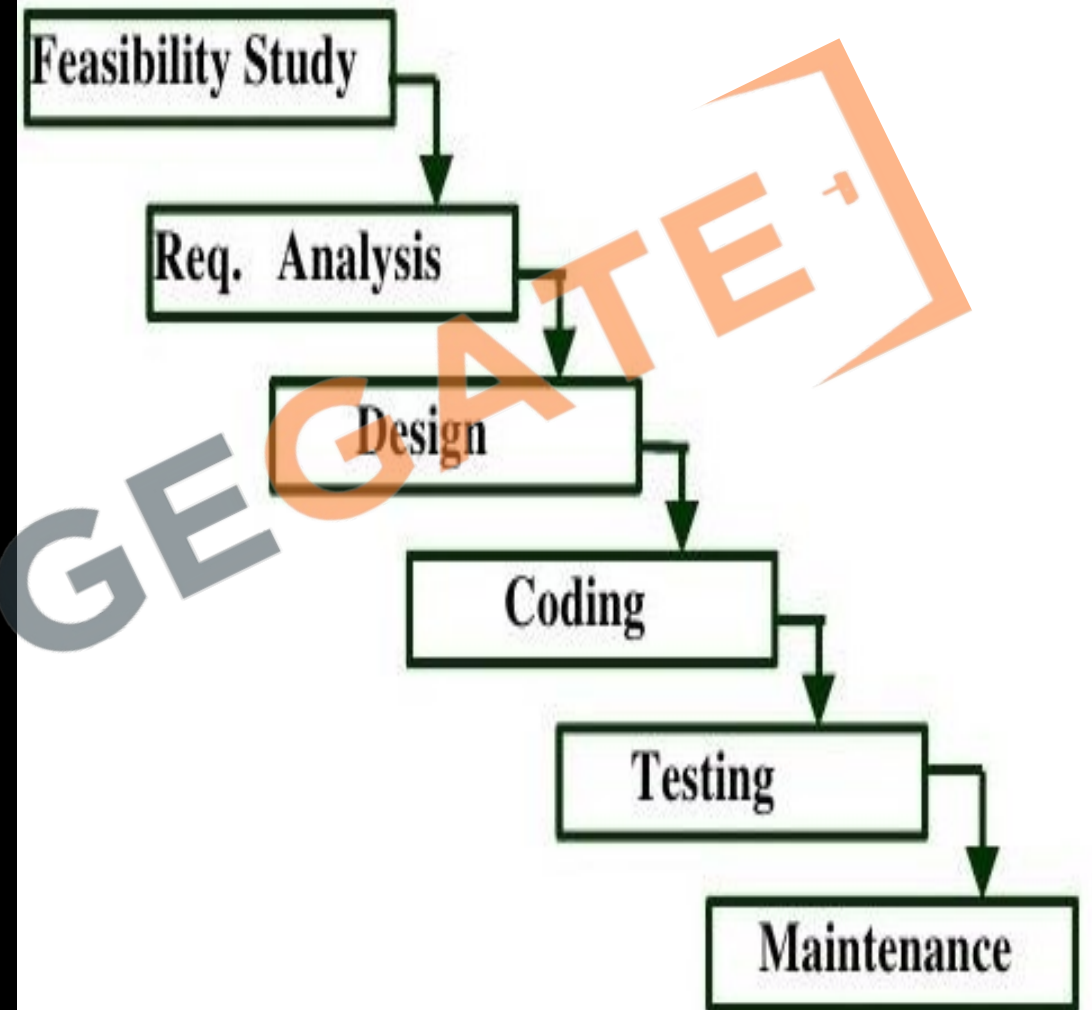 Feasibility Study
Req. Analysis
Design
GEGATE
Coding
Testing
Maintenance